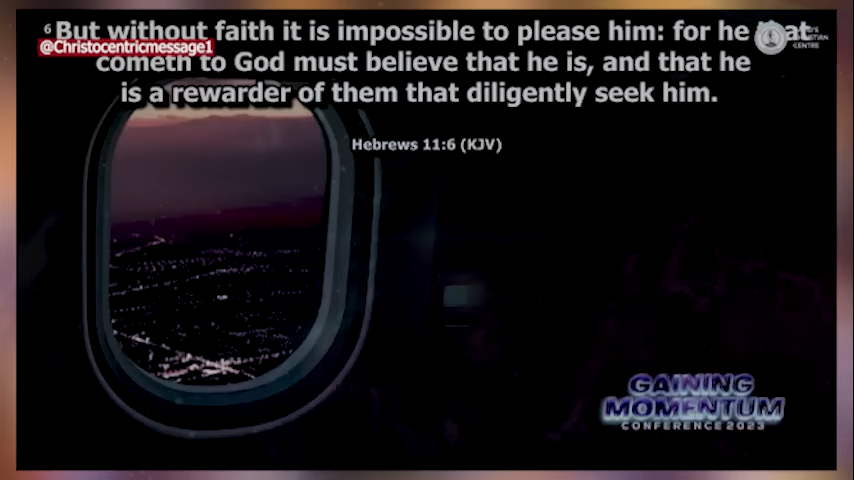 6 But without faith it is impossible to please him: for he that
@Christocentricmessage1
cometh to God must believe that he is, and that he
is a rewarder of them that diligently seek him.
Hebrews 11:6 (KJV)
CENTRE
GAINING
MOMENTUM
CONFERENCE 2023